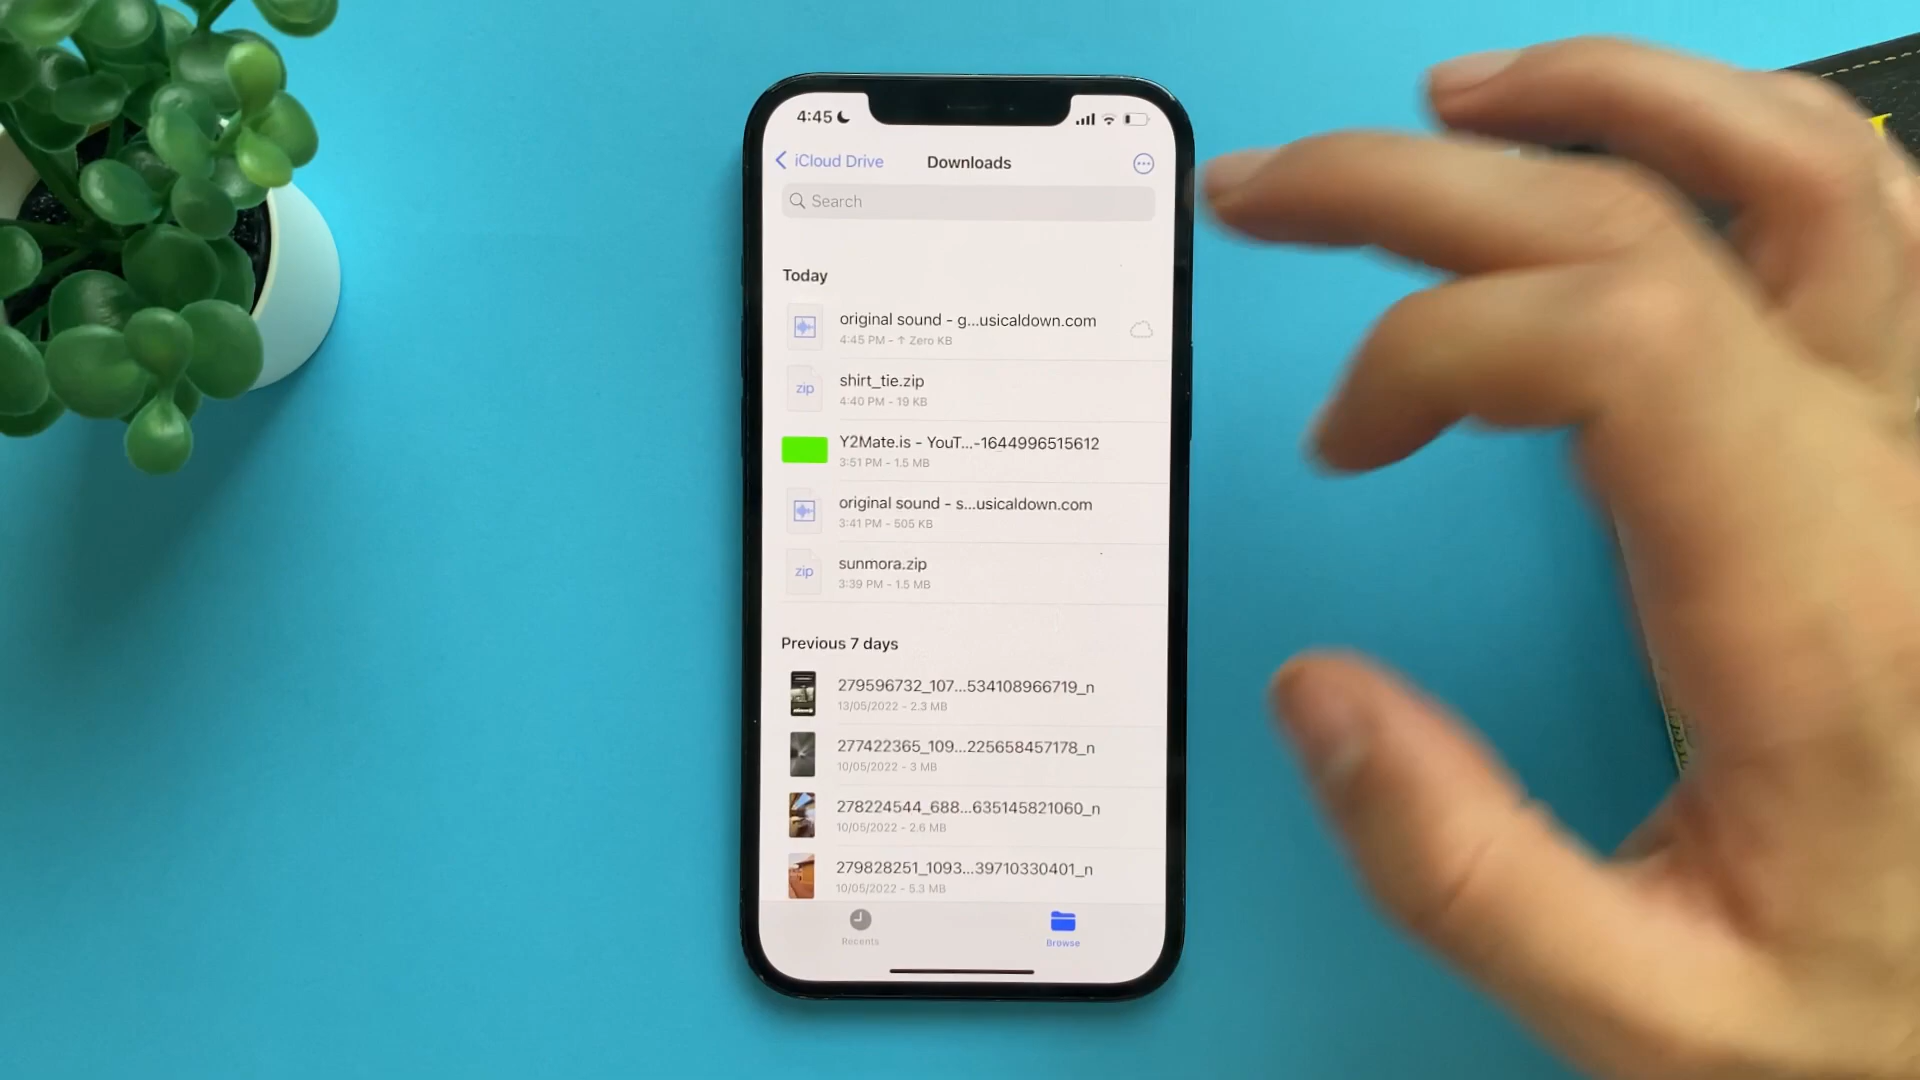 4:45
iCloud Drive
Downloads
Search
Today
original sound - g...usicaldown.com
4:45 PM - ↑ Zero KB
zip
shirt_tie.zip
4:40 PM - 19 KB
Y2Mate.is - YouT...-1644996515612
3:51 PM - 1.5 MB
original sound - s...usicaldown.com
3:41 PM - 505 KB
zip
sunmora.zip
3:39 PM - 1.5 MB
Previous 7 days
279596732_107...534108966719_n
13/05/2022 - 2.3 MB
277422365_109...225658457178_n
10/05/2022 - 3 MB
278224544_688...635145821060_n
10/05/2022 - 2.6 MB
279828251_1093...39710330401_n
10/05/2022 - 5.3 MB
Recents
Browse